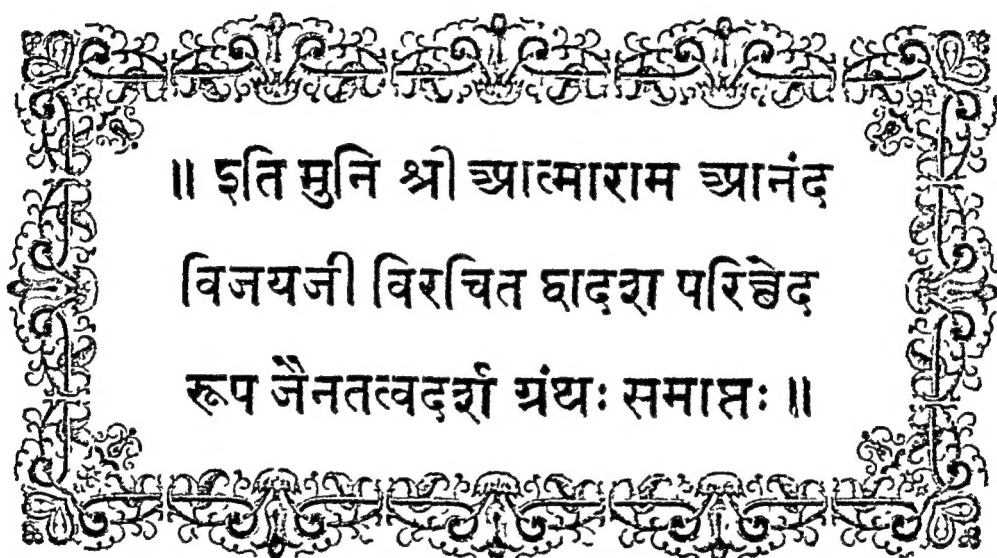 ॥ इति मुनि श्री आत्माराम आनंद
विजयजी विरचित द्वादश परिच्छेद
रूप जैनतत्वदर्श ग्रंथः समाप्तः ॥